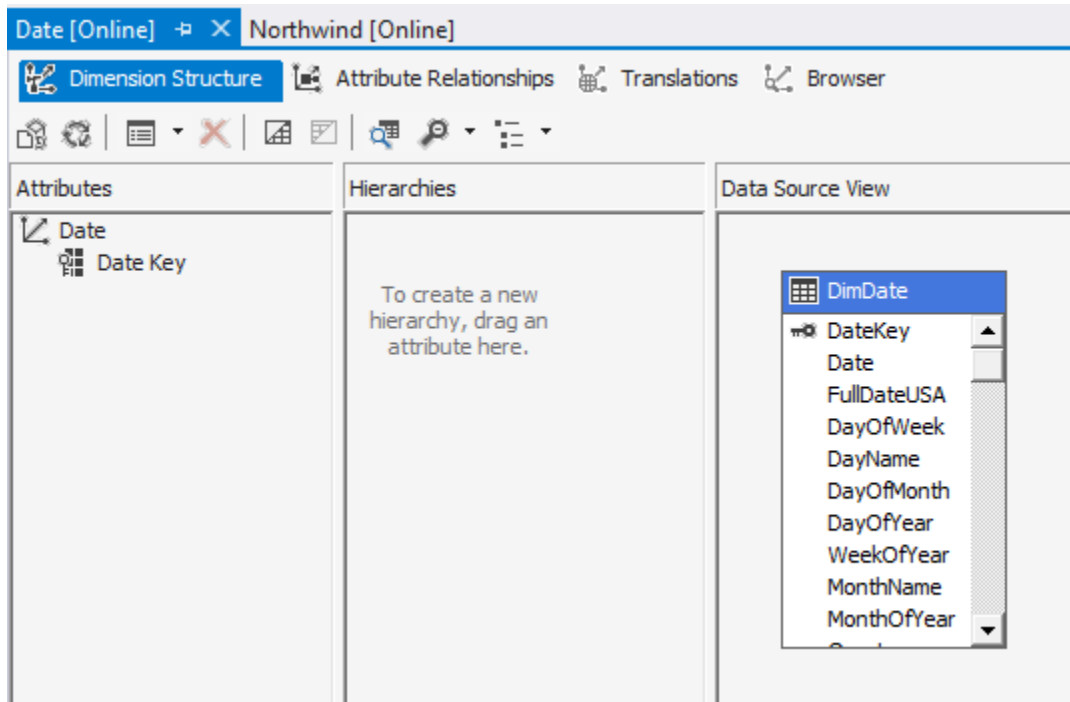 Date [Online] Northwind [Online]
Dimension Structure Attribute Relationships Translations Browser
Attributes
Date
Date Key
Hierarchies
To create a new
hierarchy, drag an
attribute here.
Data Source View
DimDate
DateKey
Date
FullDateUSA
DayOfWeek
DayName
DayOfMonth
DayOfYear
WeekOfYear
MonthName
MonthOfYear